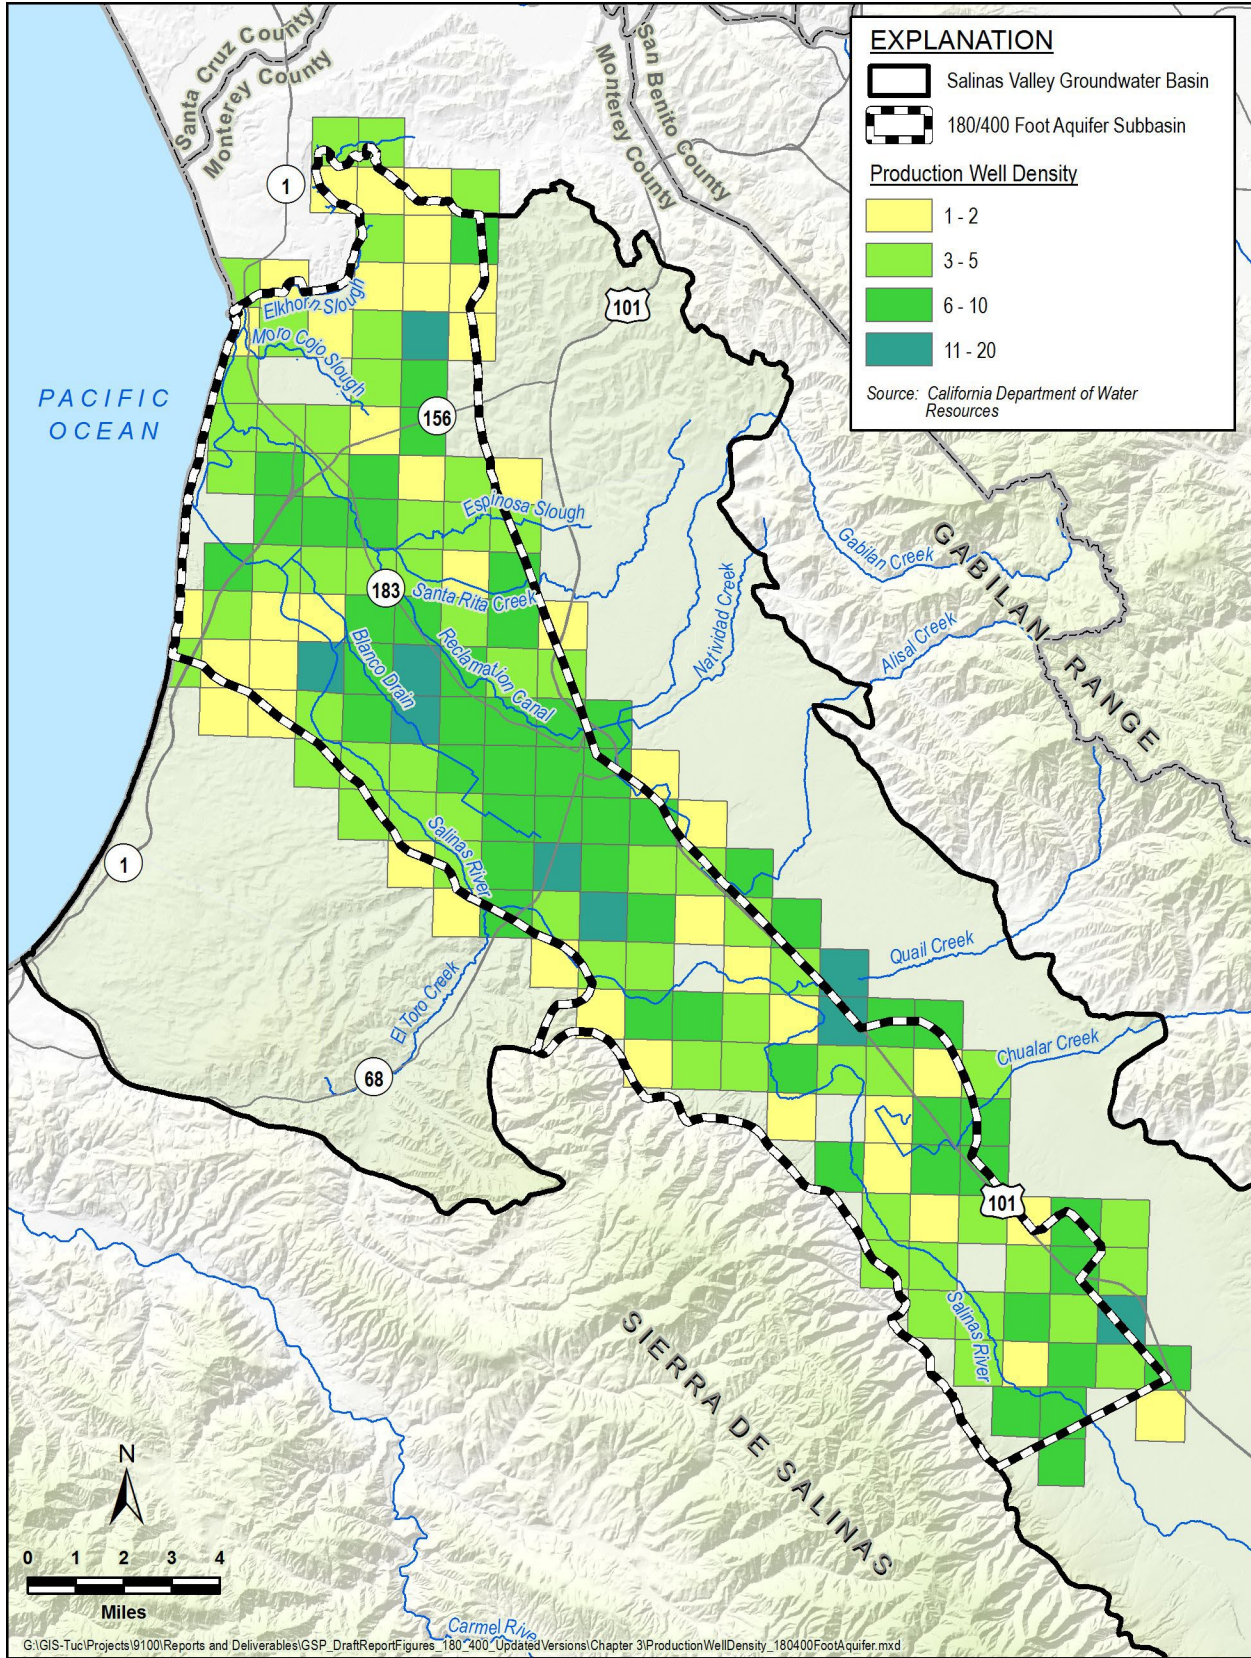 EXPLANATION
Salinas Valley Groundwater Basin
180/400 Foot Aquifer Subbasin
Production Well Density
1 - 2
3 - 5
6 - 10
11 - 20
Source: California Department of Water
Resources
Santa Cruz County
Monterey County
San Benito County
Monterey County
1
Elkhorn Slough
Moro Cojo Slough
101
PACIFIC
OCEAN
156
Espinosa Slough
Gabilan Creek
GABILAN RANGE
183
Santa Rita Creek
Natividad Creek
Alisal Creek
Blanco Drain
Reclamation Canal
Salinas River
1
Quail Creek
El Toro Creek
Chualar Creek
68
101
Salinas River
SIERRA DE SALINAS
N
0 1 2 3 4
Miles
Carmel Rive
G:\GIS-Tuc\Projects\9100\Reports and Deliverables\GSP_DraftReportFigures_180_400_UpdatedVersions\Chapter 3\ProductionWellDensity_180400FootAquifer.mxd